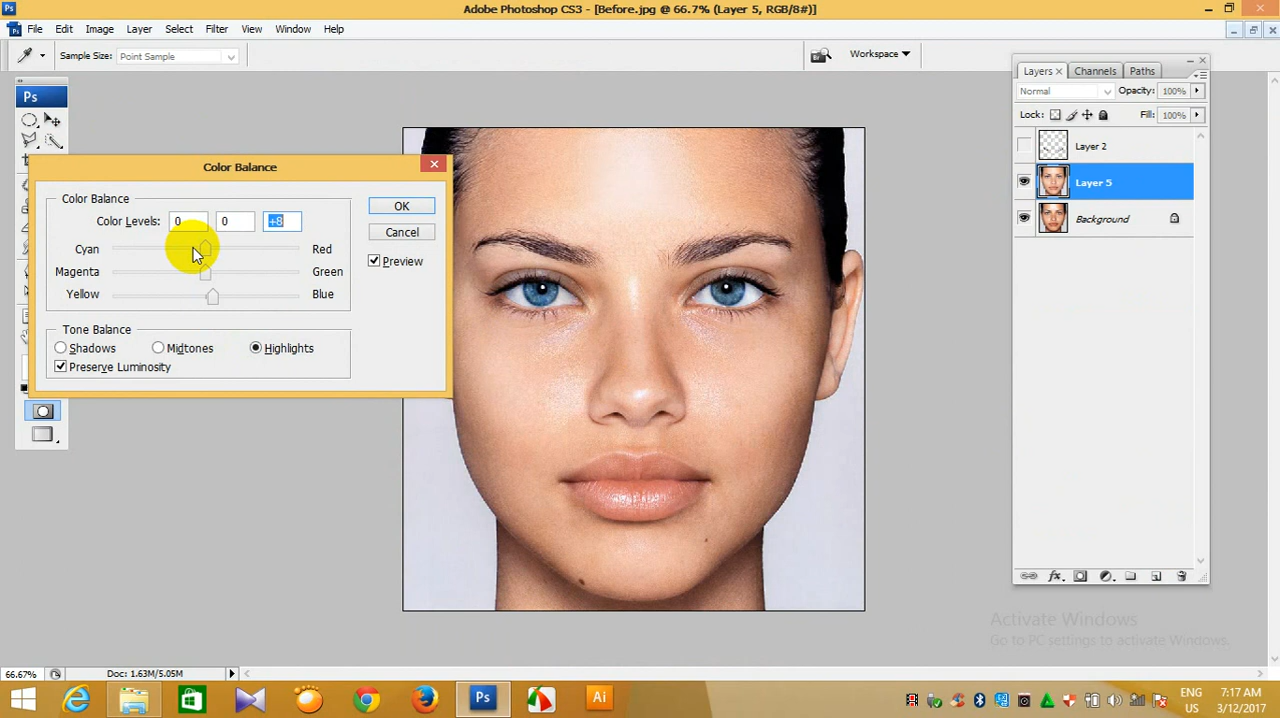 Ps Adobe Photoshop CS3 - [Before.jpg @ 66.7% (Layer 5, RGB/8#)]
File Edit Image Layer Select Filter View Window Help
Sample Size: Point Sample Workspace
Ps
Layers x Channels Paths
Normal Opacity: 100%
Lock: Fill: 100%
Layer 2
Layer 5
Background
Color Balance
Color Balance
Color Levels: 0 0 +8
OK
Cyan Red
Cancel
Magenta Green
Preview
Yellow Blue
Tone Balance
Shadows Midtones Highlights
Preserve Luminosity
fx
Activate Windows
Go to PC settings to activate Windows.
66.67% Doc: 1.63M/5.05M
Ps Ai
ENG
US
7:17 AM
3/12/2017